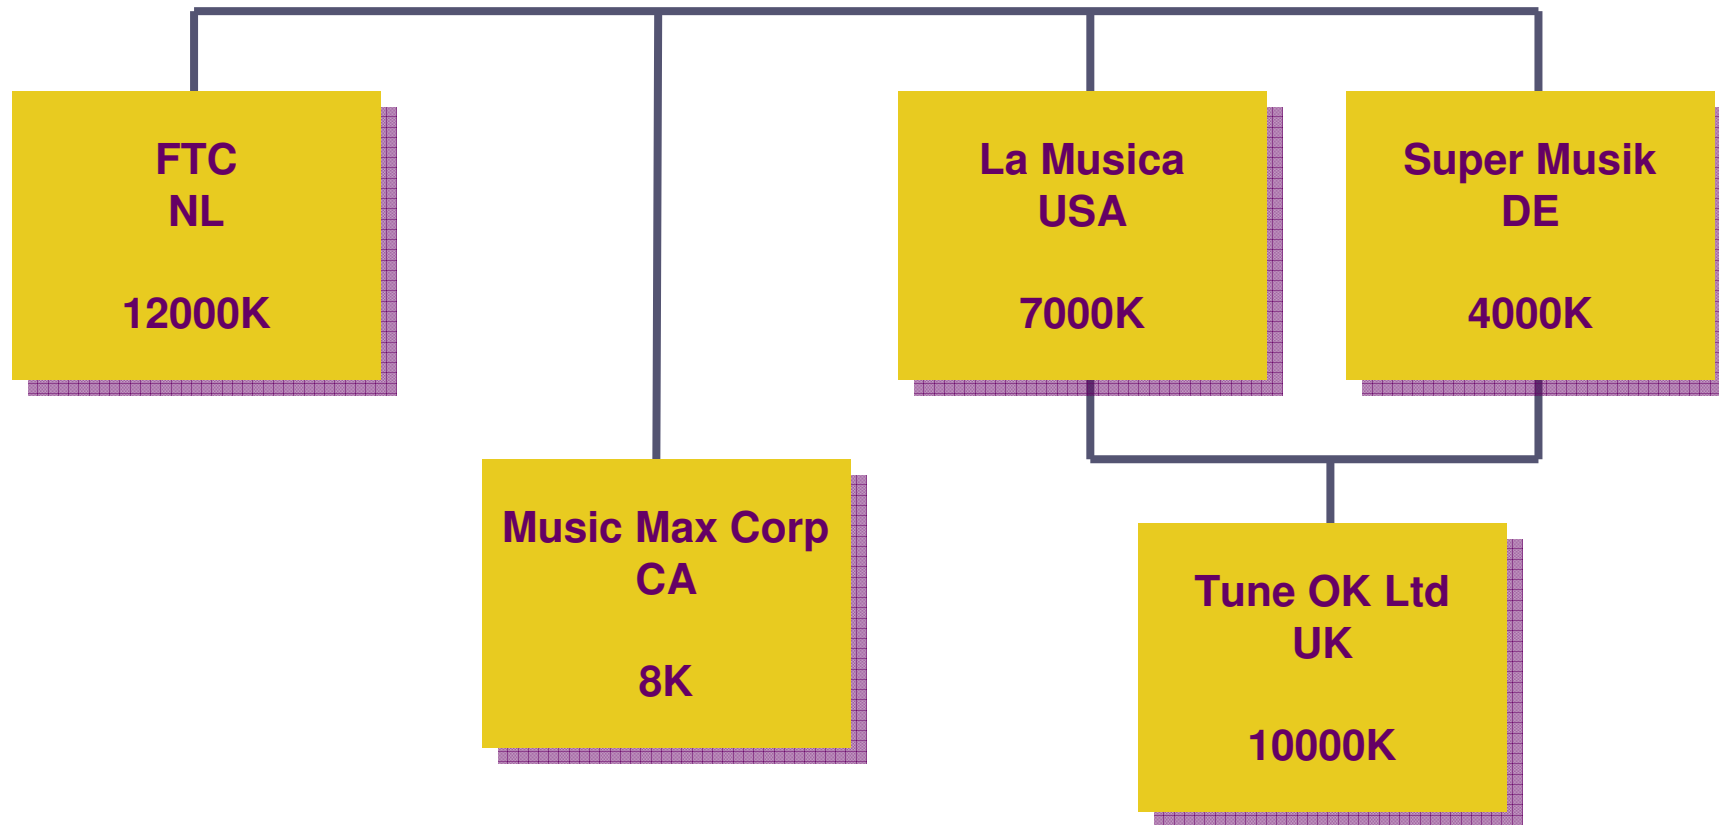 FTC
NL
12000K
La Musica
USA
7000K
Super Musik
DE
4000K
Music Max Corp
CA
8K
Tune OK Ltd
UK
10000K